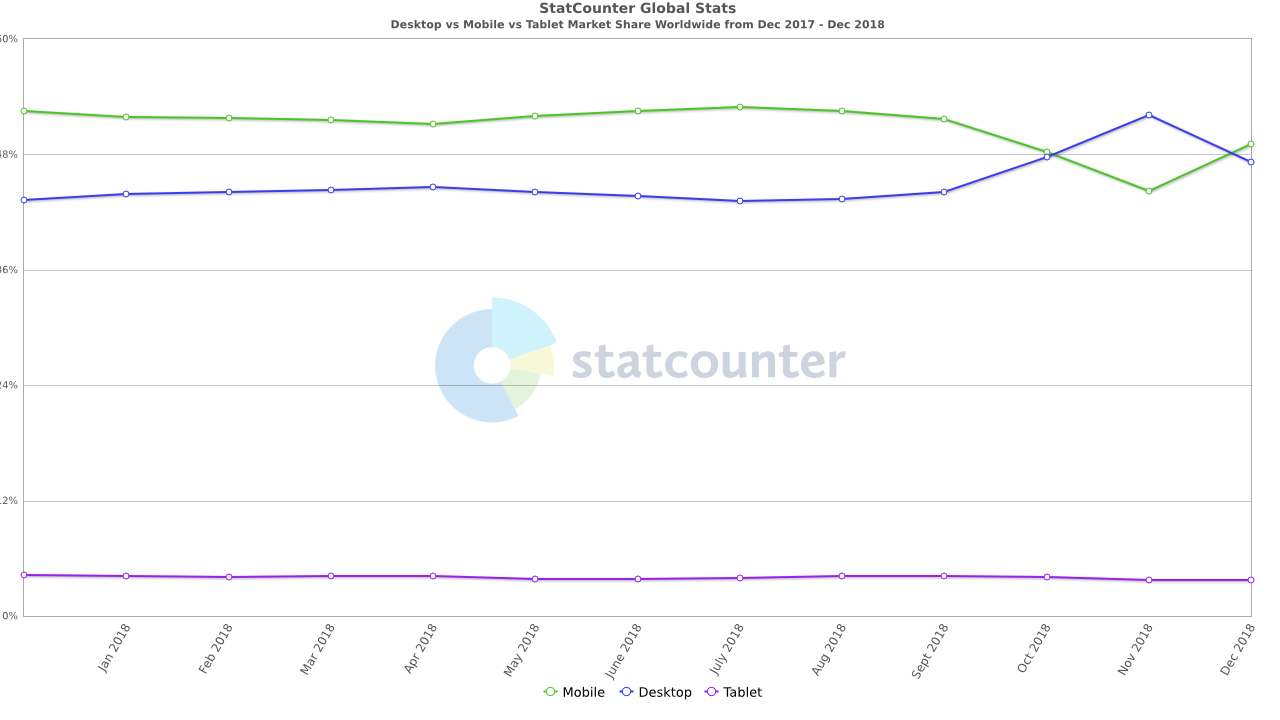 StatCounter Global Stats
Desktop vs Mobile vs Tablet Market Share Worldwide from Dec 2017 - Dec 2018
48%
24%
0%
statcounter
Jan 2018
Feb 2018
Mar 2018
Apr 2018
May 2018
June 2018
July 2018
Aug 2018
Sept 2018
Oct 2018
Nov 2018
Dec 2018
Mobile Desktop Tablet